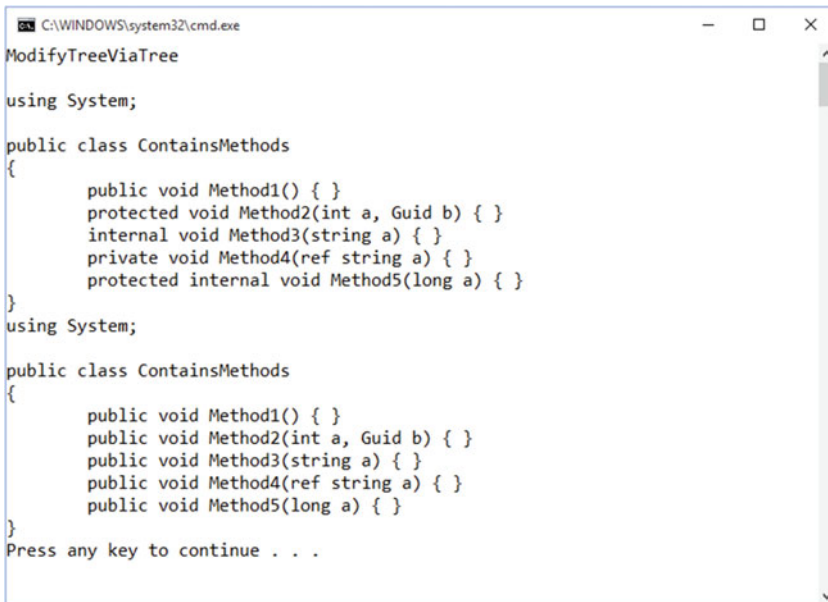 C:\WINDOWS\system32\cmd.exe
ModifyTreeViaTree
using System;
public class ContainsMethods
{
public void Method1() { }
protected void Method2(int a, Guid b) { }
internal void Method3(string a) { }
private void Method4(ref string a) { }
protected internal void Method5(long a) { }
}
using System;
public class ContainsMethods
{
public void Method1() { }
public void Method2(int a, Guid b) { }
public void Method3(string a) { }
public void Method4(ref string a) { }
public void Method5(long a) { }
}
Press any key to continue . . .